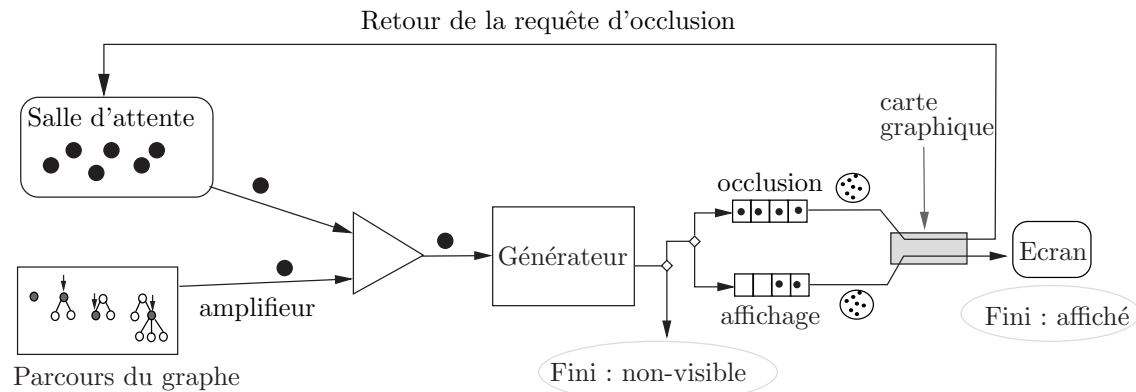 Retour de la requête d'occlusion
Salle d'attente
carte
graphique
occlusion
Générateur
Ecran
amplifieur
affichage
Fini : affiché
Parcours du graphe
Fini : non-visible